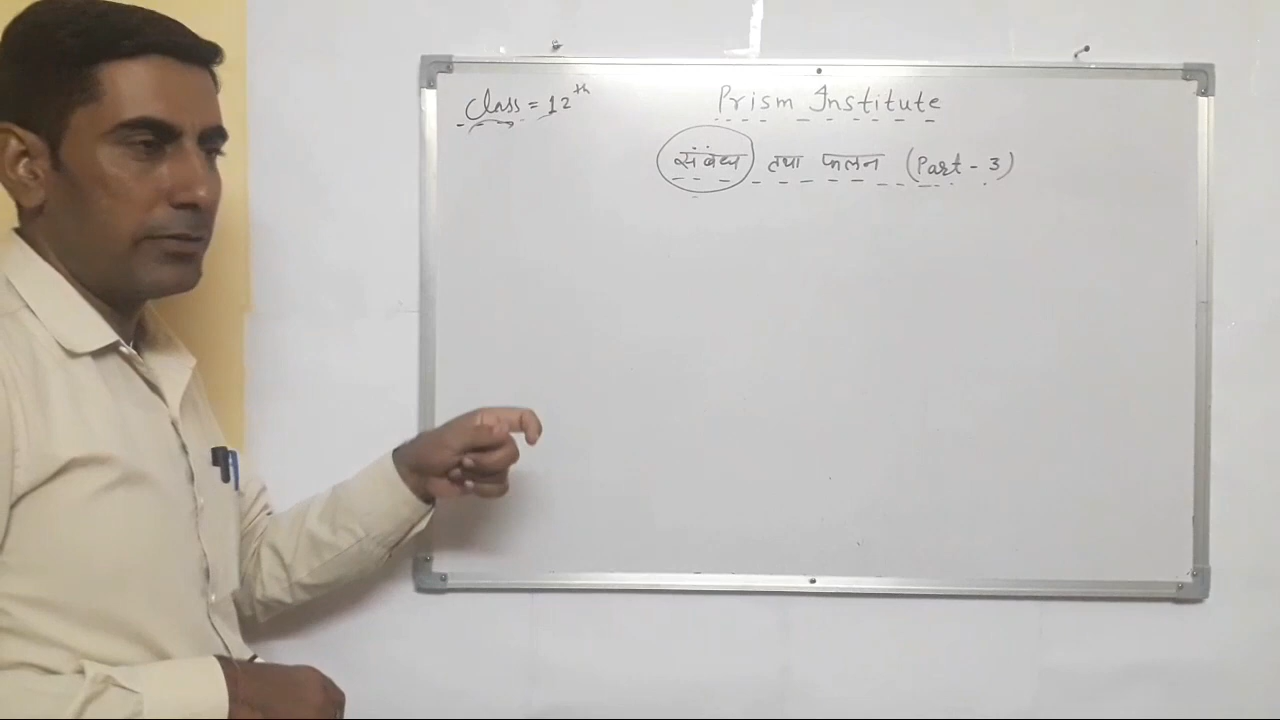 Class = 12th
Prism Institute
संबंध तथा फलन (Part - 3)